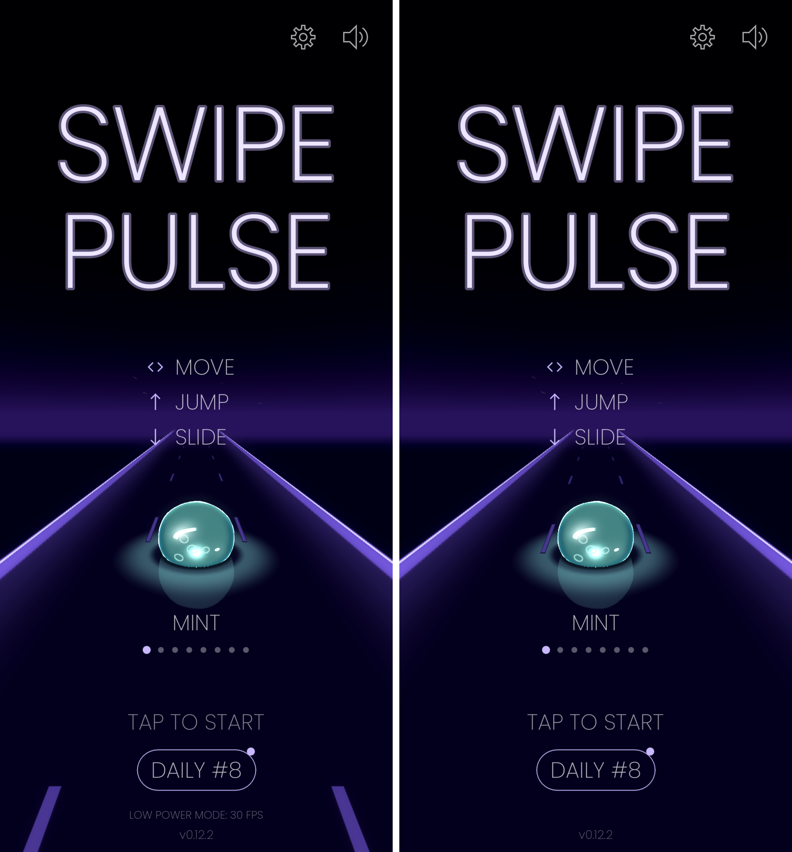 SWIPE
PULSE
<> MOVE
↑ JUMP
↓ SLIDE
MINT
TAP TO START
DAILY #8
LOW POWER MODE: 30 FPS
v0.12.2
SWIPE
PULSE
<> MOVE
↑ JUMP
↓ SLIDE
MINT
TAP TO START
DAILY #8
v0.12.2